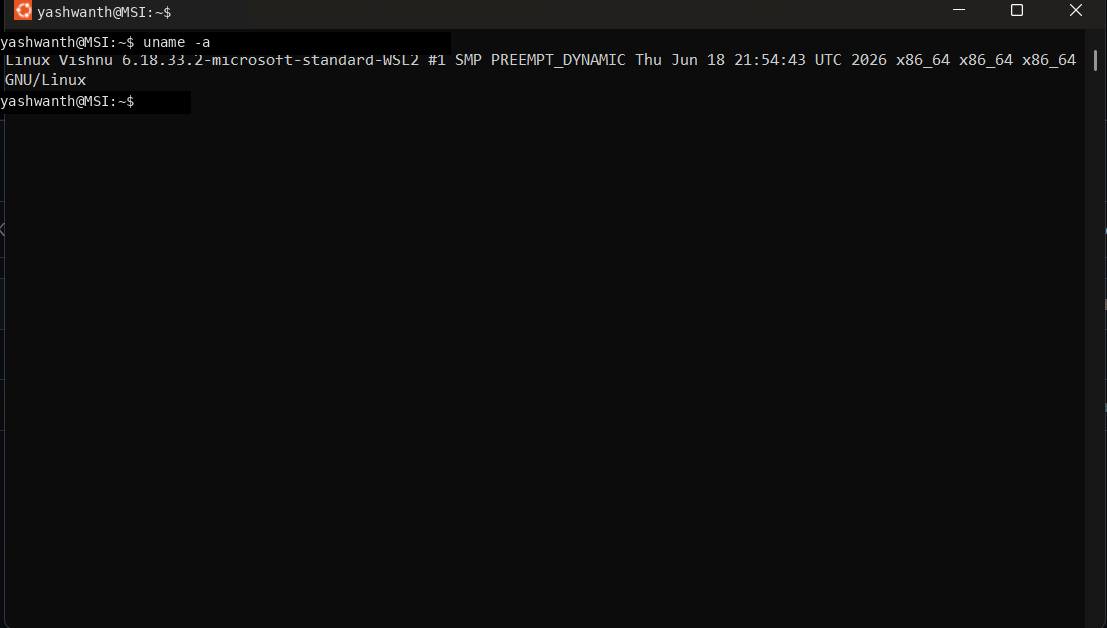 yashwanth@MSI:~$
yashwanth@MSI:~$ uname -a
Linux Vishnu 6.18.33.2-microsoft-standard-WSL2 #1 SMP PREEMPT_DYNAMIC Thu Jun 18 21:54:43 UTC 2026 x86_64 x86_64 x86_64
GNU/Linux
yashwanth@MSI:~$